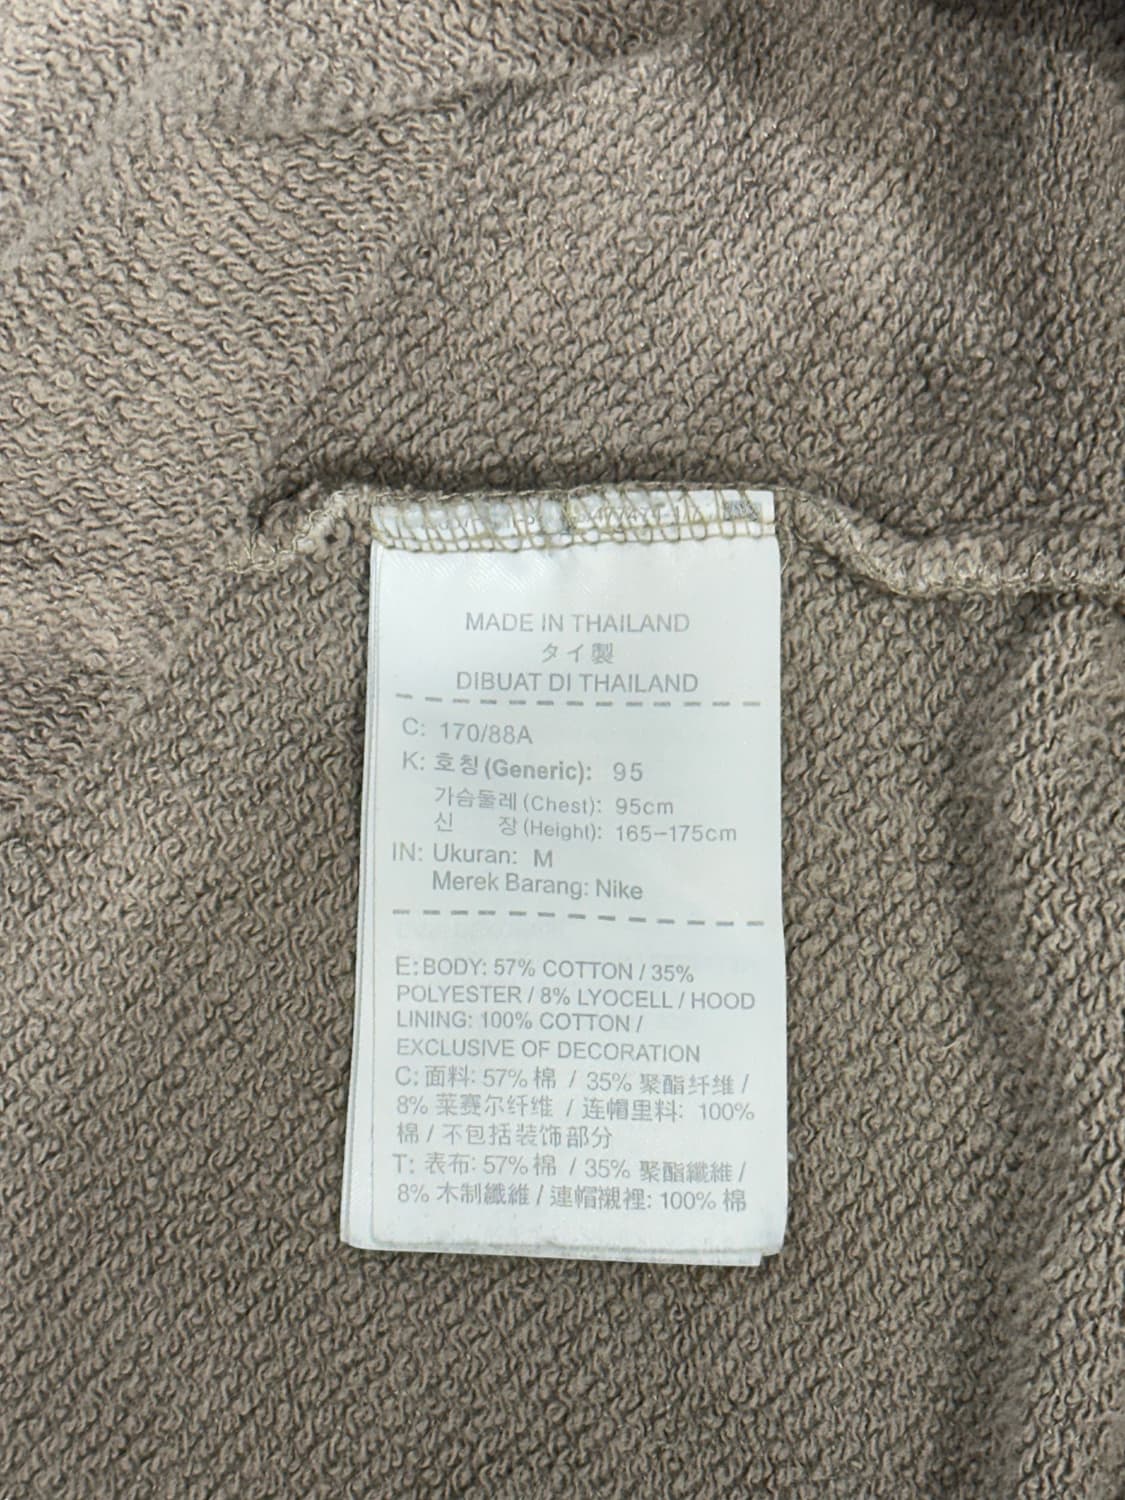 MADE IN THAILAND
タイ製
DIBUAT DI THAILAND
C: 170/88A
K: 호칭(Generic): 95
가슴둘레(Chest): 95cm
신 장(Height): 165-175cm
IN: Ukuran: M
Merek Barang: Nike
E:BODY: 57% COTTON / 35%
POLYESTER / 8% LYOCELL / HOOD
LINING: 100% COTTON /
EXCLUSIVE OF DECORATION
C: 面料: 57% 棉 / 35% 聚酯纤维 /
8% 莱赛尔纤维 / 连帽里料: 100%
棉 / 不包括装饰部分
T: 表布: 57% 棉 / 35% 聚酯纖維 /
8% 木制纖維 / 連帽襯裡: 100% 棉